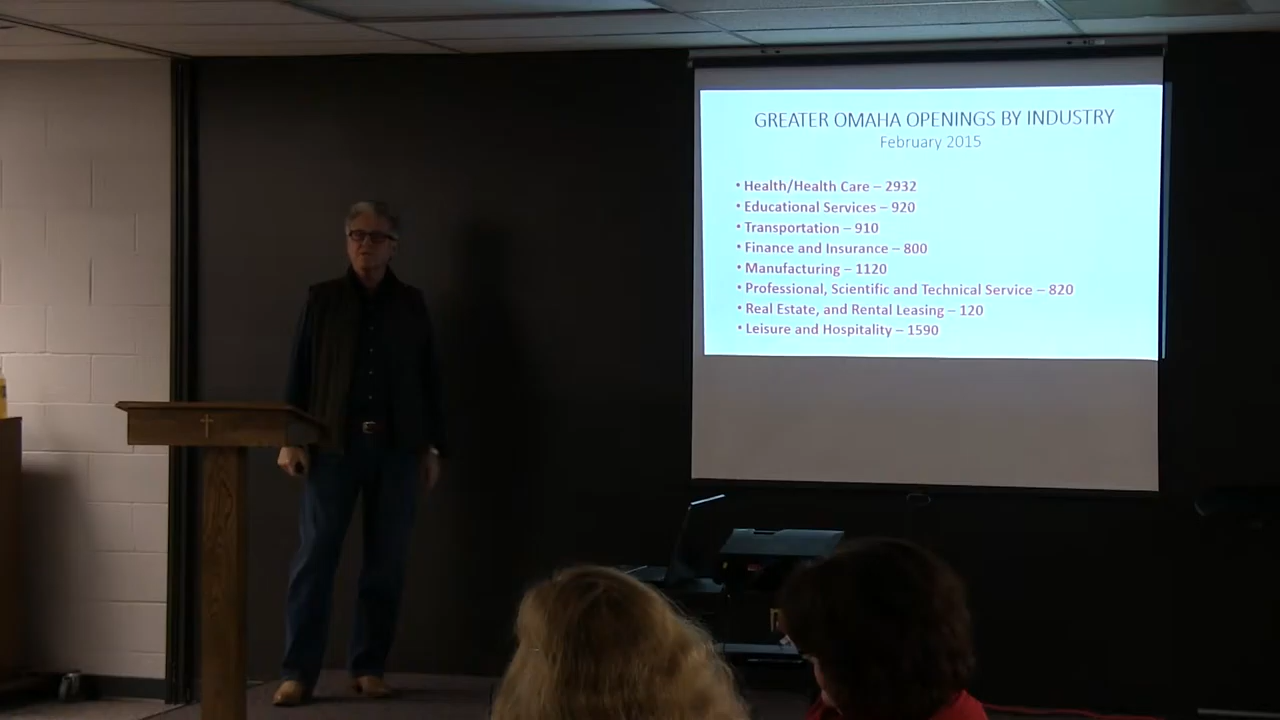 GREATER OMAHA OPENINGS BY INDUSTRY
February 2015
• Health/Health Care – 2932
• Educational Services – 920
• Transportation – 910
• Finance and Insurance – 800
• Manufacturing – 1120
• Professional, Scientific and Technical Service – 820
• Real Estate, and Rental Leasing – 120
• Leisure and Hospitality – 1590